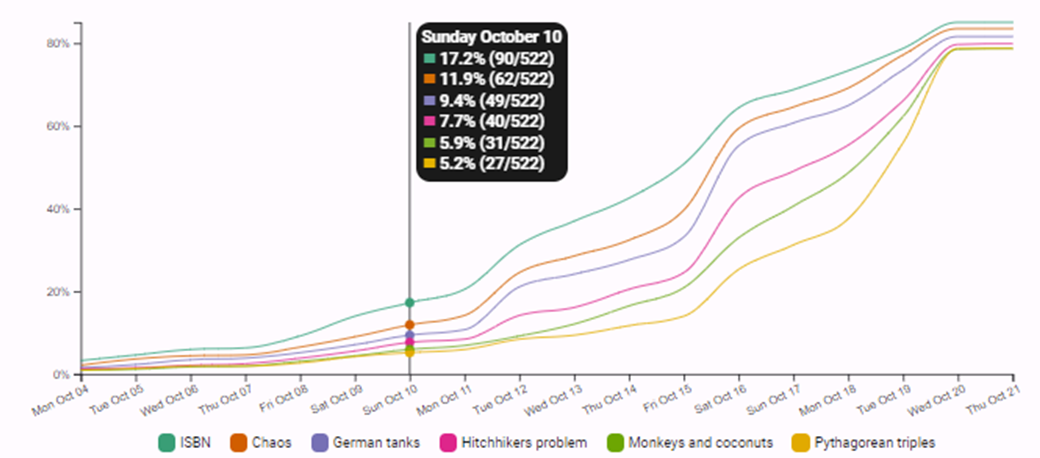 Sunday October 10
17.2% (90/522)
11.9% (62/522)
9.4% (49/522)
7.7% (40/522)
5.9% (31/522)
5.2% (27/522)
80%
60%
40%
20%
0%
Mon Oct 04
Tue Oct 05
Wed Oct 06
Thu Oct 07
Fri Oct 08
Sat Oct 09
Sun Oct 10
Mon Oct 11
Tue Oct 12
Wed Oct 13
Thu Oct 14
Fri Oct 15
Sat Oct 16
Sun Oct 17
Mon Oct 18
Tue Oct 19
Wed Oct 20
Thu Oct 21
ISBN
Chaos
German tanks
Hitchhikers problem
Monkeys and coconuts
Pythagorean triples